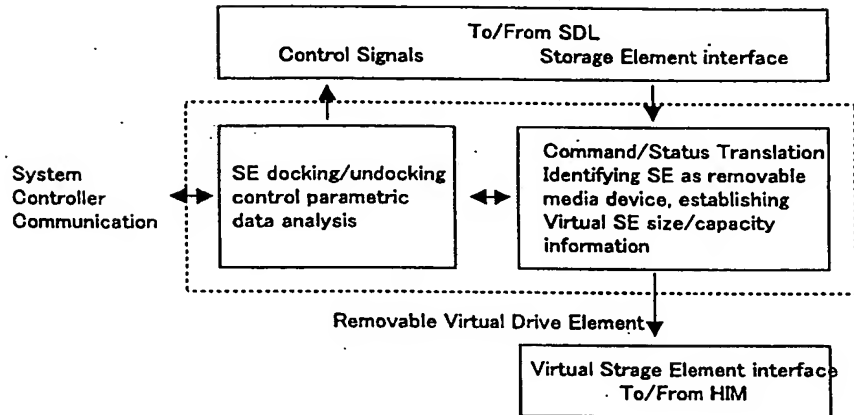 To/From SDL
Control Signals
Storage Element interface
System
Controller
Communication
SE docking/undocking
control parametric
data analysis
Command/Status Translation
Identifying SE as removable
media device, establishing
Virtual SE size/capacity
information
Removable Virtual Drive Element
Virtual Strage Element interface
To/From HIM